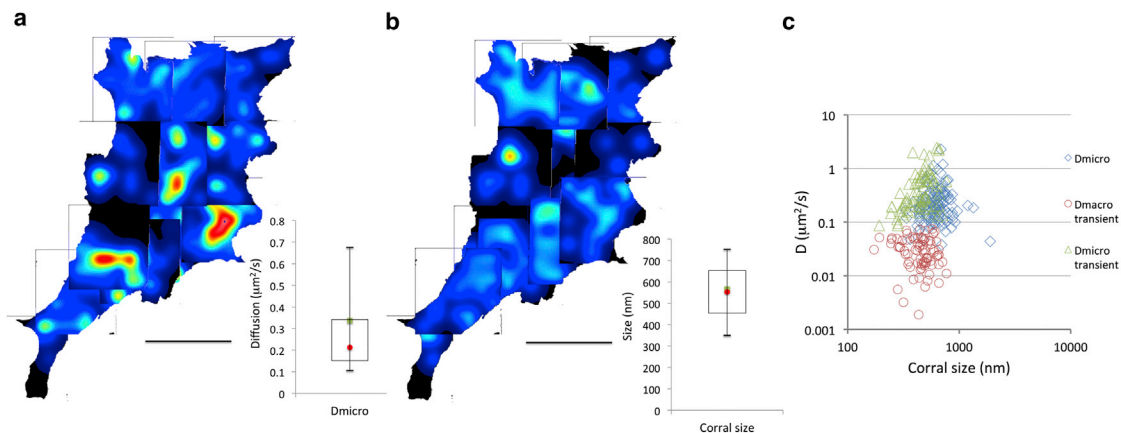 a
b
c
Diffusion (μm²/s)
0.8
0.7
0.6
0.5
0.4
0.3
0.2
0.1
0
Dmicro
Size (nm)
800
700
600
500
400
300
200
100
0
Corral size
D (μm²/s)
10
1
0.1
0.01
0.001
100
1000
10000
Corral size (nm)
Dmicro
Dmacro
transient
Dmicro
transient